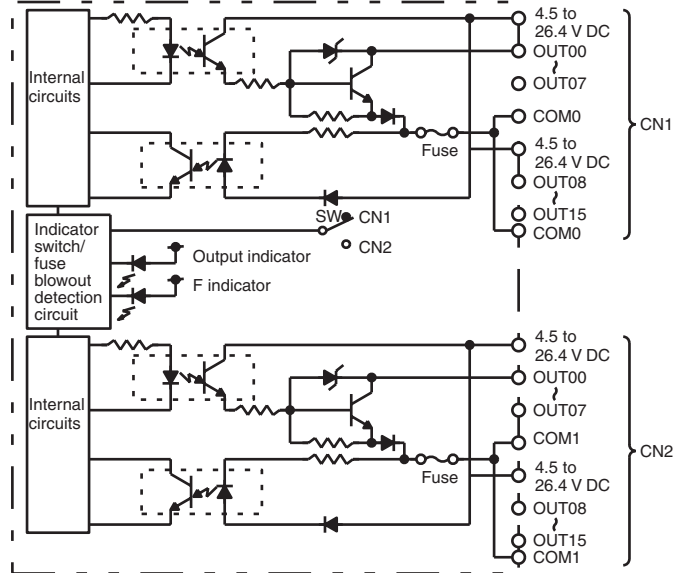 4.5 to
26.4 V DC
OUT00
OUT07
COM0
4.5 to
26.4 V DC
OUT08
OUT15
COM0
CN1
Internal
circuits
Fuse
Indicator
switch/
fuse
blowout
detection
circuit
SW
CN1
CN2
Output indicator
F indicator
4.5 to
26.4 V DC
OUT00
OUT07
COM1
4.5 to
26.4 V DC
OUT08
OUT15
COM1
CN2
Internal
circuits
Fuse